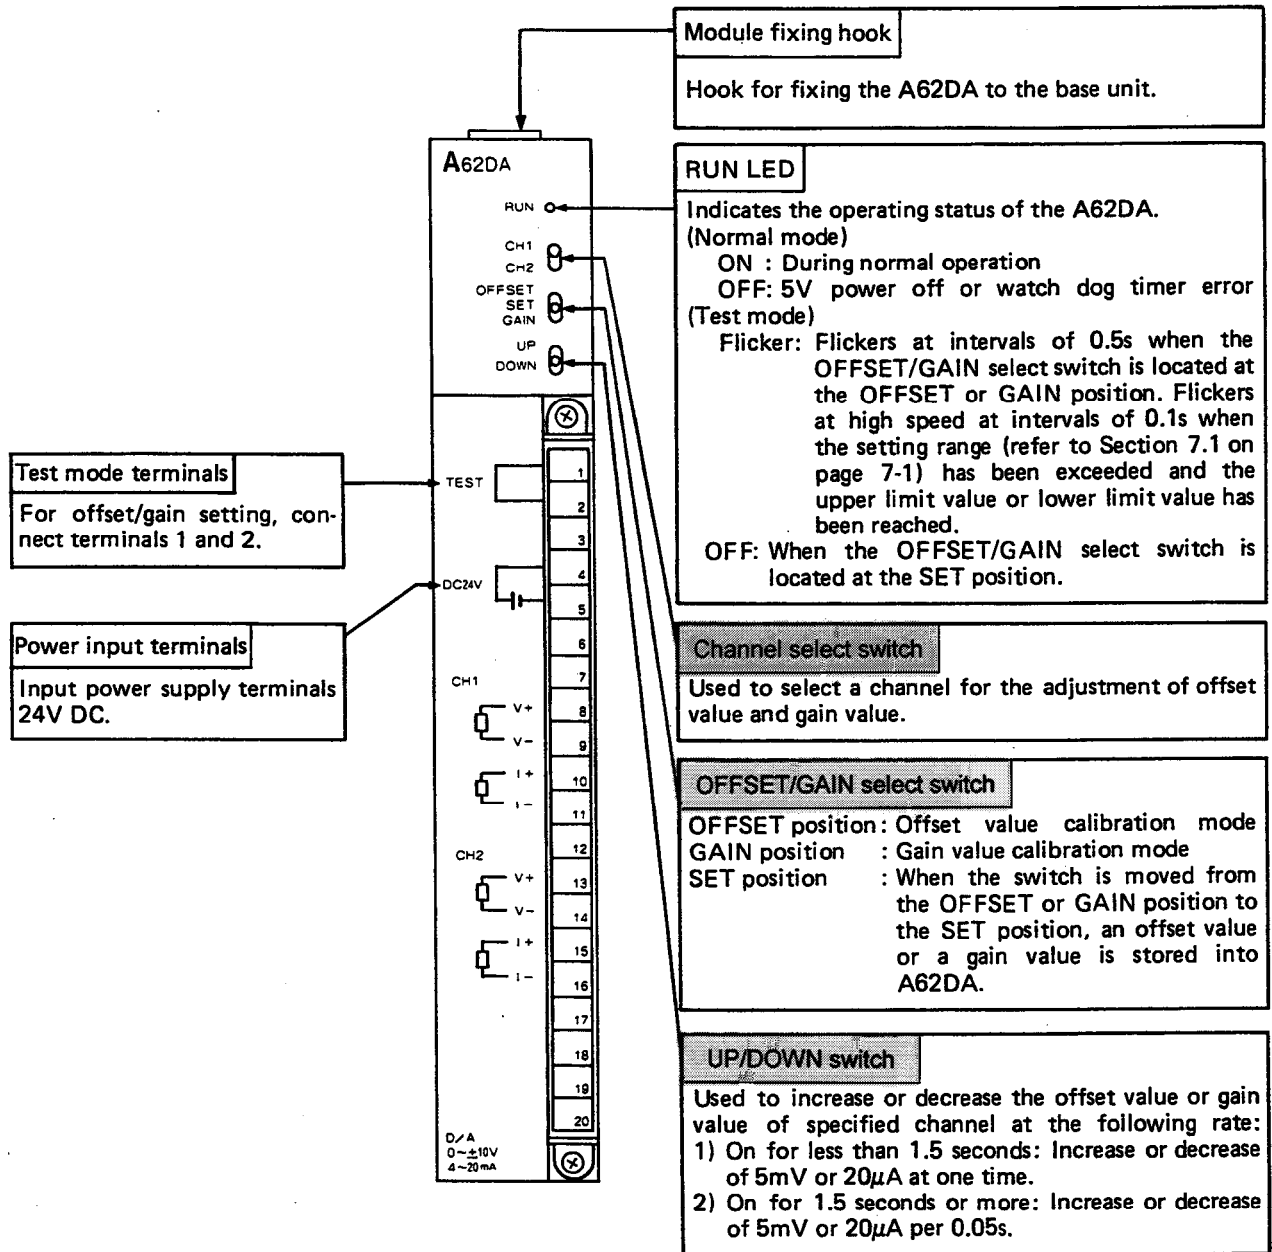 Module fixing hook
Hook for fixing the A62DA to the base unit.
A62DA
RUN
CH1
CH2
OFFSET
SET
GAIN
UP
DOWN
RUN LED
Indicates the operating status of the A62DA.
(Normal mode)
ON : During normal operation
OFF: 5V power off or watch dog timer error
(Test mode)
Flicker: Flickers at intervals of 0.5s when the
OFFSET/GAIN select switch is located at
the OFFSET or GAIN position. Flickers
at high speed at intervals of 0.1s when
the setting range (refer to Section 7.1 on
page 7-1) has been exceeded and the
upper limit value or lower limit value has
been reached.
OFF: When the OFFSET/GAIN select switch is
located at the SET position.
Test mode terminals
For offset/gain setting, con-
nect terminals 1 and 2.
Power input terminals
Input power supply terminals
24V DC.
TEST
DC24V
CH1
V+
V-
I+
I-
CH2
V+
V-
I+
I-
1
2
3
4
5
6
7
8
9
10
11
12
13
14
15
16
17
18
19
20
D/A
0~±10V
4~20mA
Channel select switch
Used to select a channel for the adjustment of offset
value and gain value.
OFFSET/GAIN select switch
OFFSET position: Offset value calibration mode
GAIN position : Gain value calibration mode
SET position : When the switch is moved from
the OFFSET or GAIN position to
the SET position, an offset value
or a gain value is stored into
A62DA.
UP/DOWN switch
Used to increase or decrease the offset value or gain
value of specified channel at the following rate:
1) On for less than 1.5 seconds: Increase or decrease
of 5mV or 20µA at one time.
2) On for 1.5 seconds or more: Increase or decrease
of 5mV or 20µA per 0.05s.